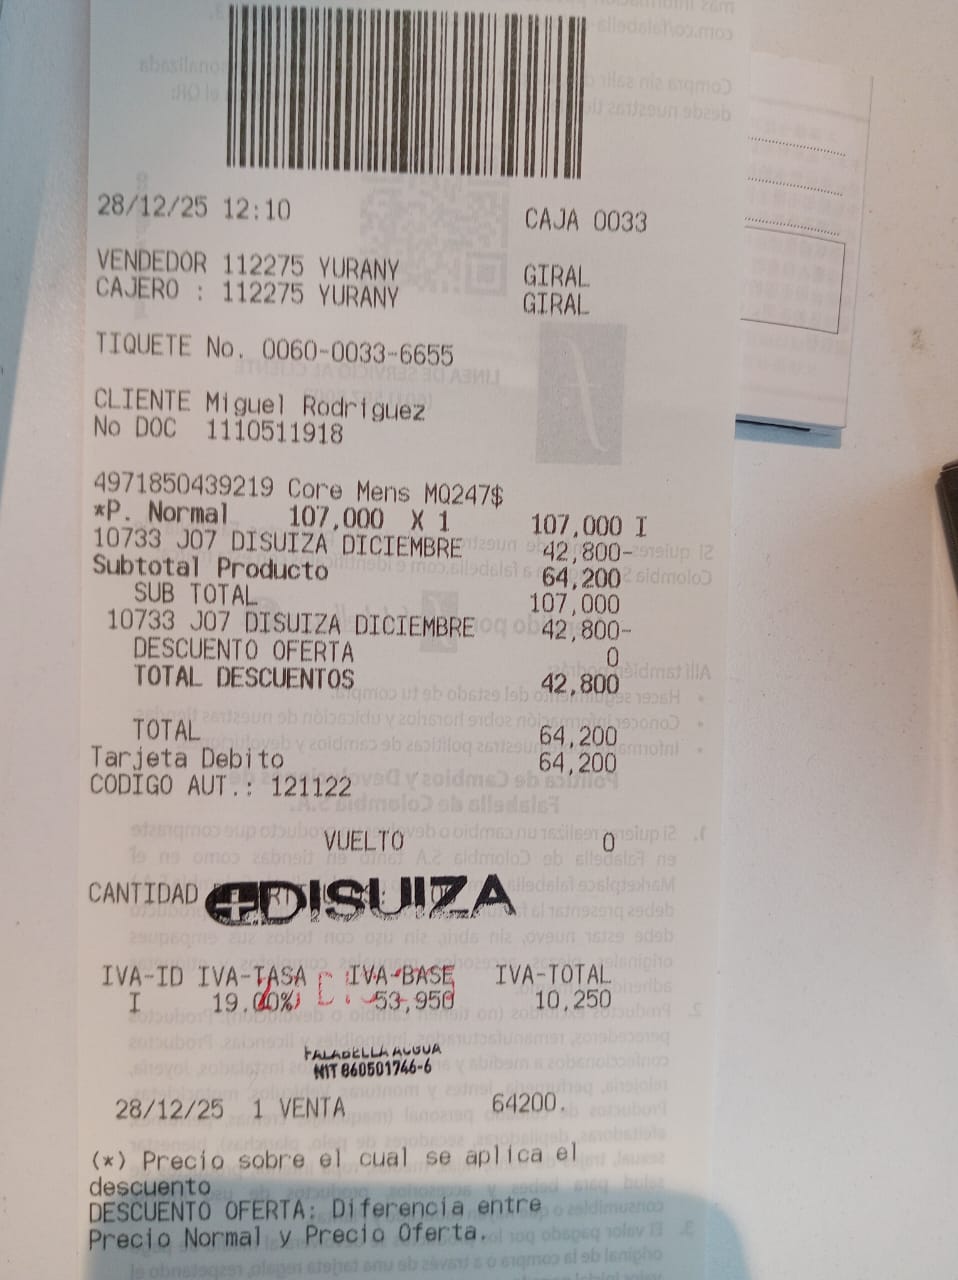 28/12/25 12:10 CAJA 0033
VENDEDOR 112275 YURANY GIRAL
CAJERO : 112275 YURANY GIRAL
TIQUETE No. 0060-0033-6655
CLIENTE Miguel Rodriguez
No DOC 1110511918
4971850439219 Core Mens MQ247$
*P. Normal 107,000 X 1 107,000 I
10733 J07 DISUIZA DICIEMBRE 42,800-
Subtotal Producto 64,200
SUB TOTAL 107,000
10733 J07 DISUIZA DICIEMBRE 42,800-
DESCUENTO OFERTA 0
TOTAL DESCUENTOS 42,800
TOTAL 64,200
Tarjeta Debito 64,200
CODIGO AUT.: 121122
VUELTO 0
CANTIDAD
DISUIZA
IVA-ID IVA-TASA IVA-BASE IVA-TOTAL
I 19.00% 53,950 10,250
FALABELLA
NIT 860501746-6
28/12/25 1 VENTA 64200.
(*) Precio sobre el cual se aplica el
descuento
DESCUENTO OFERTA: Diferencia entre
Precio Normal y Precio Oferta.